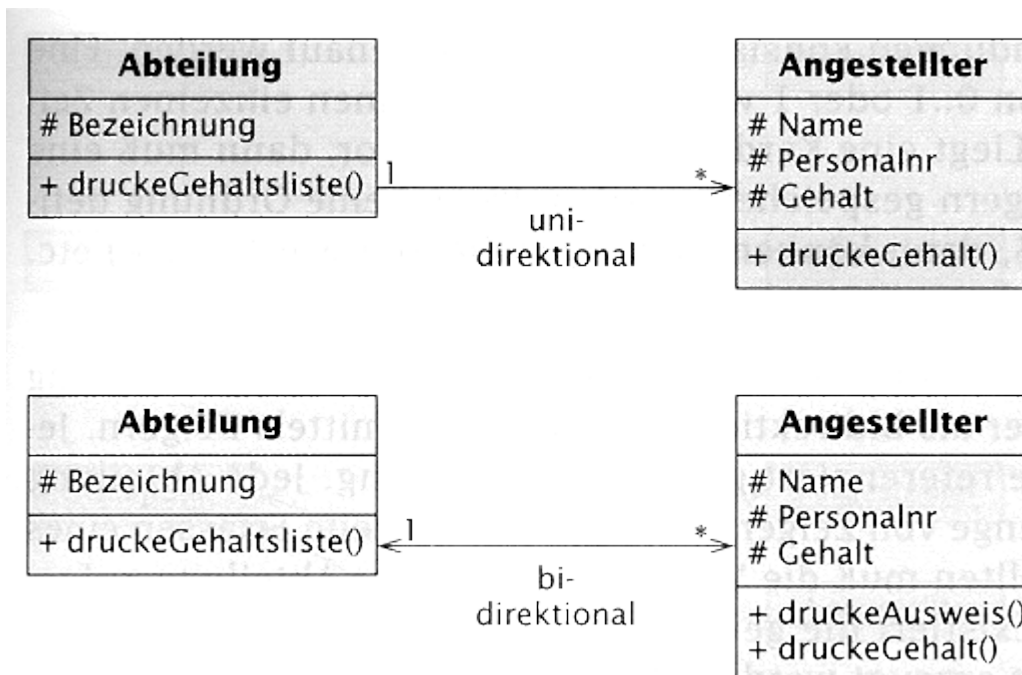 Abteilung
# Bezeichnung
+ druckeGehaltsliste()
1
*
uni-
direktional
Angestellter
# Name
# Personalnr
# Gehalt
+ druckeGehalt()
Abteilung
# Bezeichnung
+ druckeGehaltsliste()
1
*
bi-
direktional
Angestellter
# Name
# Personalnr
# Gehalt
+ druckeAusweis()
+ druckeGehalt()